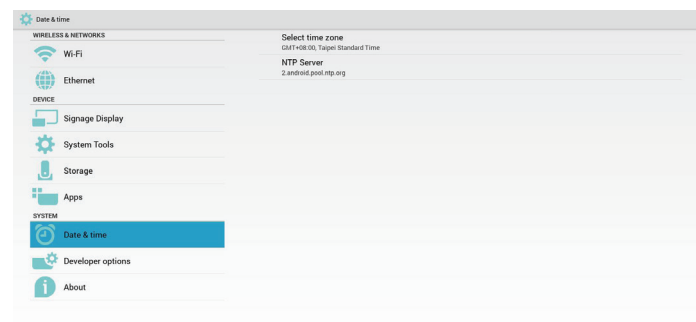 Date & time
WIRELESS & NETWORKS
Wi-Fi
Ethernet
DEVICE
Signage Display
System Tools
Storage
Apps
SYSTEM
Date & time
Developer options
About
Select time zone
GMT+08:00, Taipei Standard Time
NTP Server
2.android.pool.ntp.org